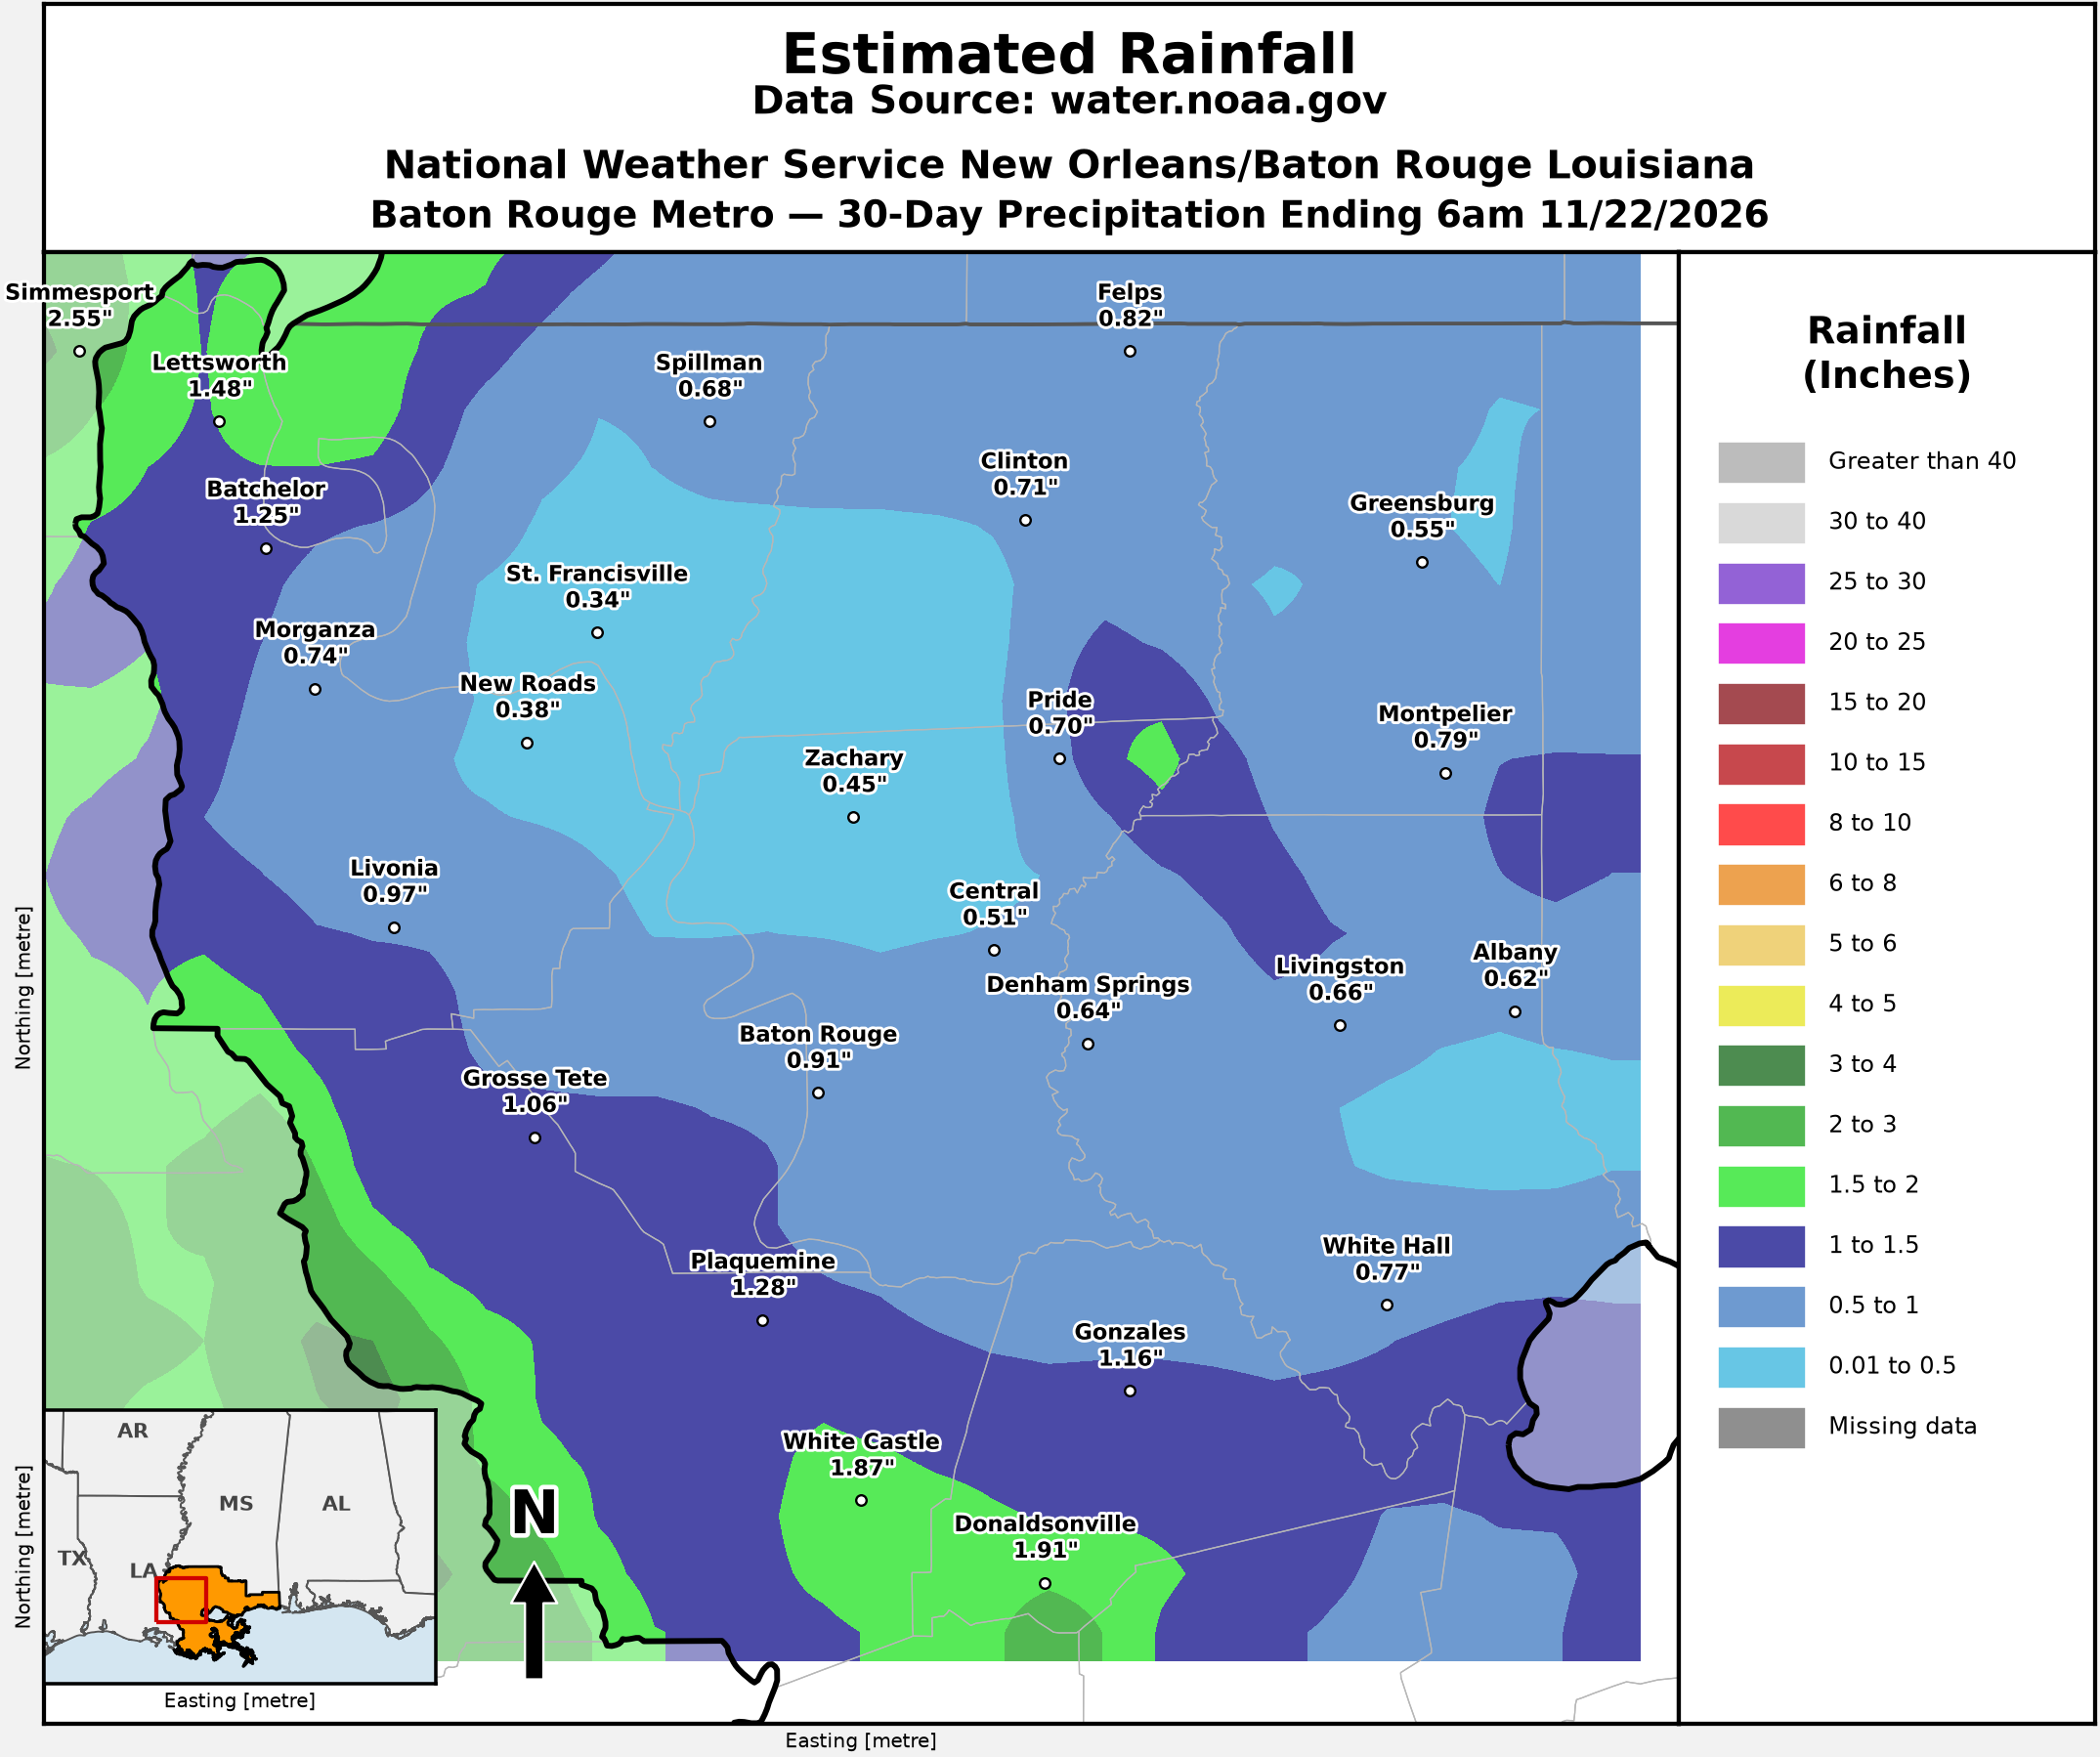 Estimated Rainfall
Data Source: water.noaa.gov
National Weather Service New Orleans/Baton Rouge Louisiana
Baton Rouge Metro — 30-Day Precipitation Ending 6am 11/22/2026
Simmesport
2.55"
Felps
0.82"
Lettsworth
1.48"
Spillman
0.68"
Clinton
0.71"
Batchelor
1.25"
Greensburg
0.55"
St. Francisville
0.34"
Morganza
0.74"
New Roads
0.38"
Pride
0.70"
Montpelier
0.79"
Zachary
0.45"
Livonia
0.97"
Central
0.51"
Livingston
0.66"
Albany
0.62"
Denham Springs
0.64"
Baton Rouge
0.91"
Grosse Tete
1.06"
Plaquemine
1.28"
White Hall
0.77"
Gonzales
1.16"
White Castle
1.87"
Donaldsonville
1.91"
N
AR
MS
AL
TX
LA
Easting [metre]
Easting [metre]
Northing [metre]
Northing [metre]
Rainfall
(Inches)
Greater than 40
30 to 40
25 to 30
20 to 25
15 to 20
10 to 15
8 to 10
6 to 8
5 to 6
4 to 5
3 to 4
2 to 3
1.5 to 2
1 to 1.5
0.5 to 1
0.01 to 0.5
Missing data